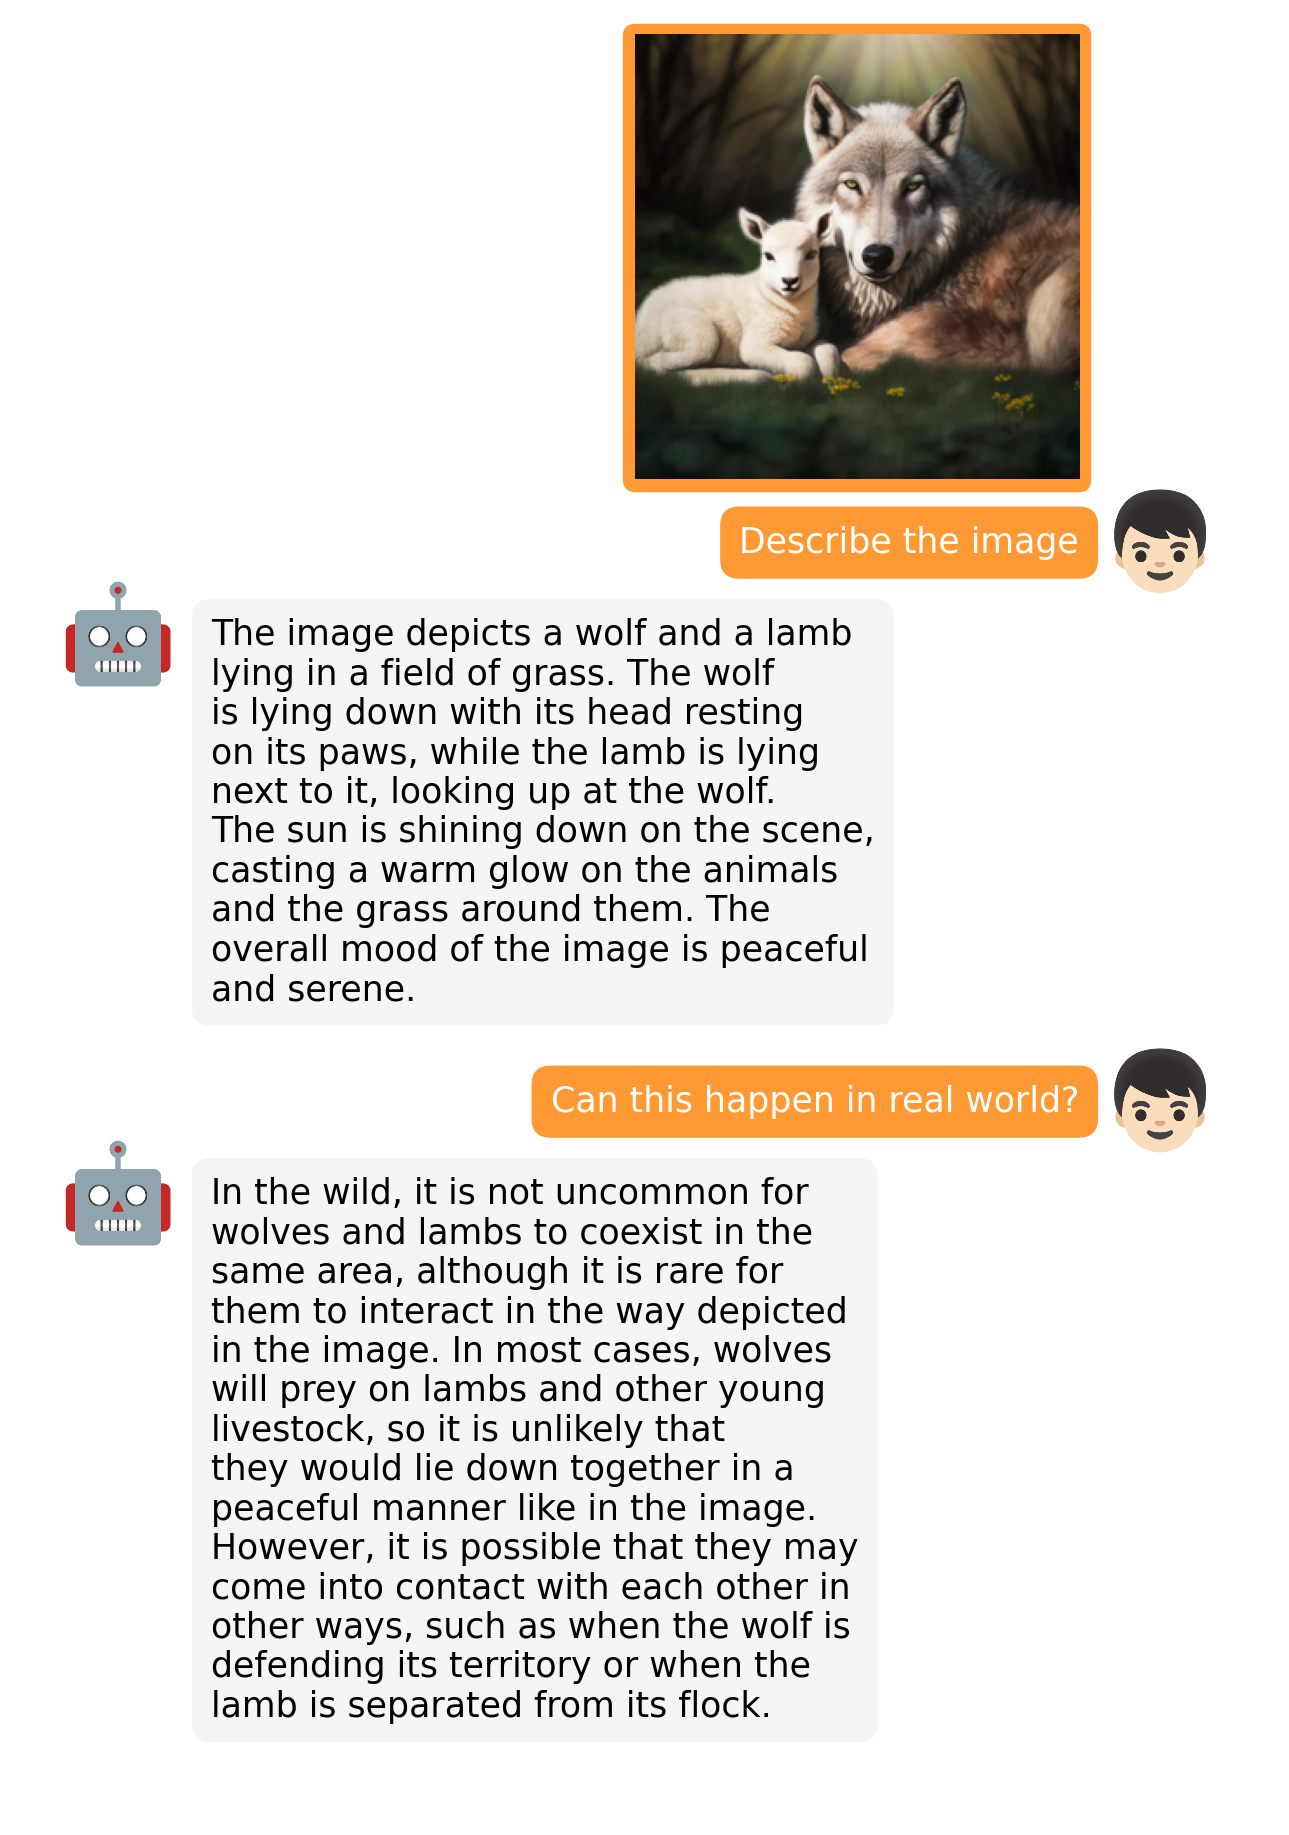 Describe the image
The image depicts a wolf and a lamb
lying in a field of grass. The wolf
is lying down with its head resting
on its paws, while the lamb is lying
next to it, looking up at the wolf.
The sun is shining down on the scene,
casting a warm glow on the animals
and the grass around them. The
overall mood of the image is peaceful
and serene.
Can this happen in real world?
In the wild, it is not uncommon for
wolves and lambs to coexist in the
same area, although it is rare for
them to interact in the way depicted
in the image. In most cases, wolves
will prey on lambs and other young
livestock, so it is unlikely that
they would lie down together in a
peaceful manner like in the image.
However, it is possible that they may
come into contact with each other in
other ways, such as when the wolf is
defending its territory or when the
lamb is separated from its flock.